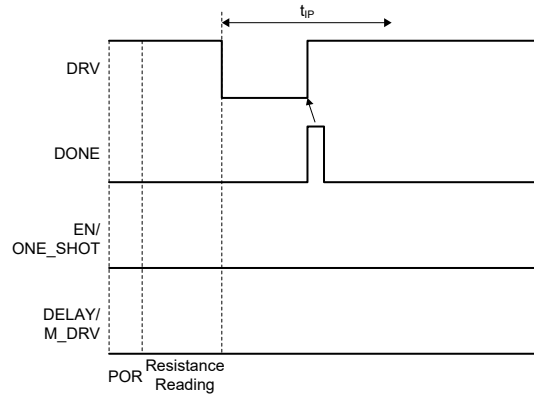 tIP
DRV
DONE
EN/
ONE_SHOT
DELAY/
M_DRV
POR
Resistance
Reading